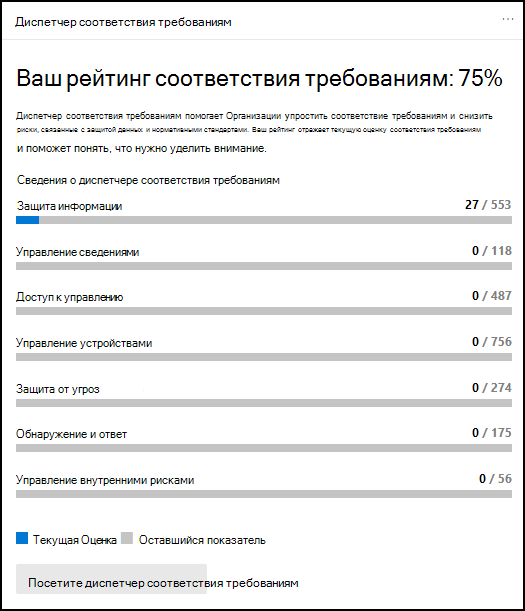 Диспетчер соответствия требованиям
Ваш рейтинг соответствия требованиям: 75%
Диспетчер соответствия требованиям помогает Организации упростить соответствие требованиям и снизить
риски, связанные с защитой данных и нормативными стандартами. Ваш рейтинг отражает текущую оценку соответствия требованиям
и поможет понять, что нужно уделить внимание.
Сведения о диспетчере соответствия требованиям
Защита информации 27 / 553
Управление сведениями 0 / 118
Доступ к управлению 0 / 487
Управление устройствами 0 / 756
Защита от угроз 0 / 274
Обнаружение и ответ 0 / 175
Управление внутренними рисками 0 / 56
Текущая Оценка Оставшийся показатель
Посетите диспетчер соответствия требованиям